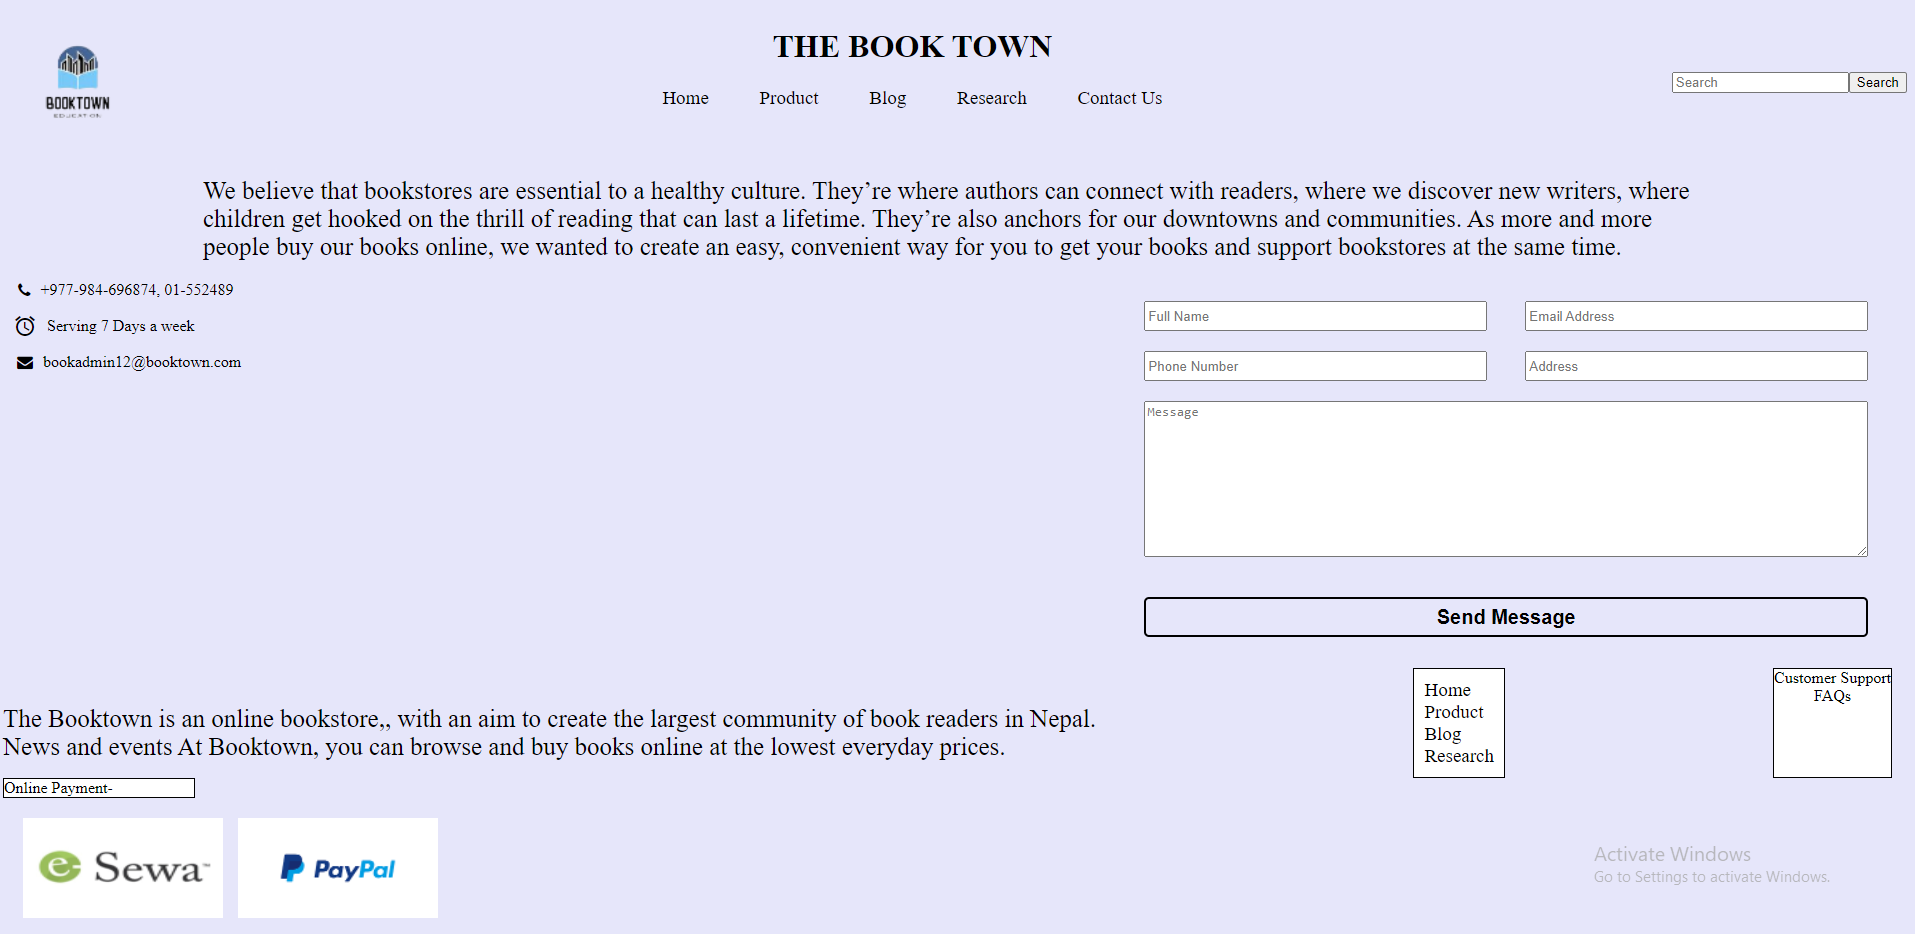 THE BOOK TOWN
BOOKTOWN
EDUCATION
Home Product Blog Research Contact Us
Search Search
We believe that bookstores are essential to a healthy culture. They’re where authors can connect with readers, where we discover new writers, where
children get hooked on the thrill of reading that can last a lifetime. They’re also anchors for our downtowns and communities. As more and more
people buy our books online, we wanted to create an easy, convenient way for you to get your books and support bookstores at the same time.
+977-984-696874, 01-552489
Serving 7 Days a week
bookadmin12@booktown.com
Full Name Email Address
Phone Number Address
Message
Send Message
The Booktown is an online bookstore,, with an aim to create the largest community of book readers in Nepal.
News and events At Booktown, you can browse and buy books online at the lowest everyday prices.
Home
Product
Blog
Research
Customer Support
FAQs
Online Payment-
e-Sewa™
PayPal
Activate Windows
Go to Settings to activate Windows.